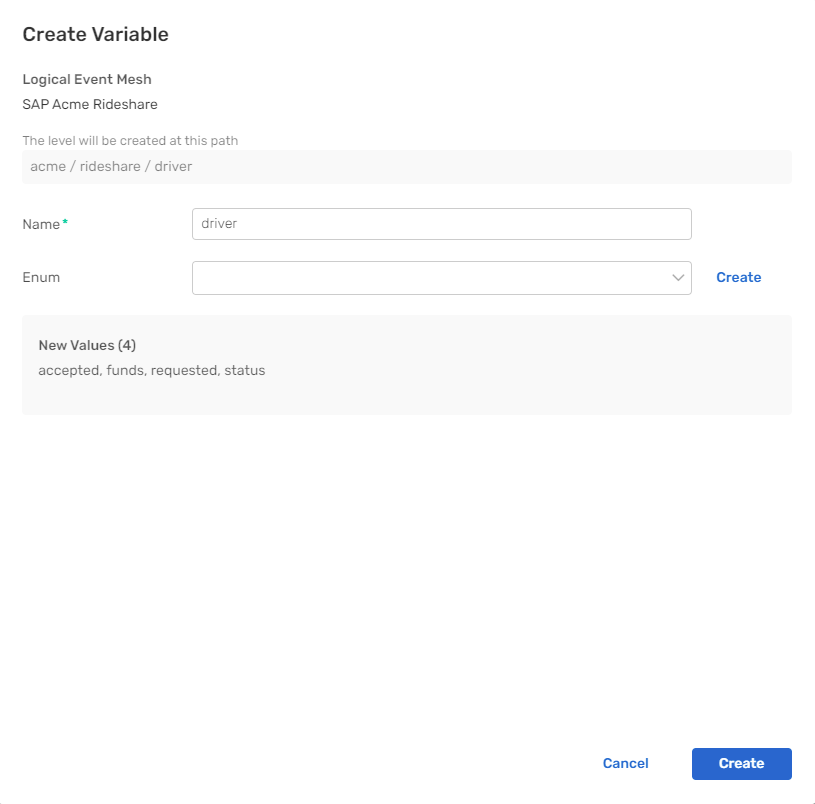 Create Variable
Logical Event Mesh
SAP Acme Rideshare
The level will be created at this path
acme / rideshare / driver
Name*
driver
Enum
Create
New Values (4)
accepted, funds, requested, status
Cancel
Create